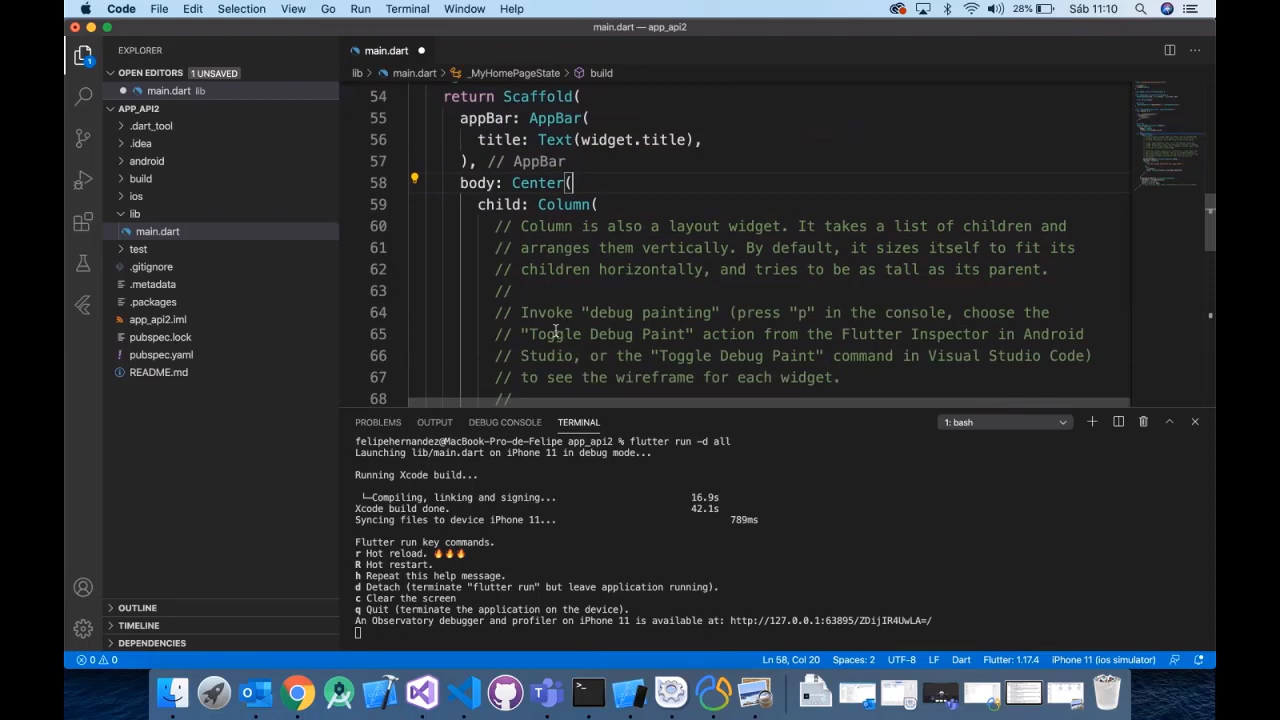 Code File Edit Selection View Go Run Terminal Window Help 28% Sáb 11:10
main.dart — app_api2
EXPLORER
OPEN EDITORS 1 UNSAVED
main.dart lib
APP_API2
.dart_tool
.idea
android
build
ios
lib
main.dart
test
.gitignore
.metadata
.packages
app_api2.iml
pubspec.lock
pubspec.yaml
README.md
OUTLINE
TIMELINE
DEPENDENCIES
1
main.dart
lib > main.dart > _MyHomePageState > build
54 return Scaffold(
55 appBar: AppBar(
56 title: Text(widget.title),
57 ), // AppBar
58 body: Center(
59 child: Column(
60 // Column is also a layout widget. It takes a list of children and
61 // arranges them vertically. By default, it sizes itself to fit its
62 // children horizontally, and tries to be as tall as its parent.
63 //
64 // Invoke "debug painting" (press "p" in the console, choose the
65 // "Toggle Debug Paint" action from the Flutter Inspector in Android
66 // Studio, or the "Toggle Debug Paint" command in Visual Studio Code)
67 // to see the wireframe for each widget.
68 //
PROBLEMS OUTPUT DEBUG CONSOLE TERMINAL 1: bash
felipehernandez@MacBook-Pro-de-Felipe app_api2 % flutter run -d all
Launching lib/main.dart on iPhone 11 in debug mode...
Running Xcode build...
└─Compiling, linking and signing... 16.9s
Xcode build done. 42.1s
Syncing files to device iPhone 11... 789ms
Flutter run key commands.
r Hot reload. 🔥🔥🔥
R Hot restart.
h Repeat this help message.
d Detach (terminate "flutter run" but leave application running).
c Clear the screen
q Quit (terminate the application on the device).
An Observatory debugger and profiler on iPhone 11 is available at: http://127.0.0.1:63895/ZDijIR4UwLA=/
0 0 Ln 58, Col 20 Spaces: 2 UTF-8 LF Dart Flutter: 1.17.4 iPhone 11 (ios simulator)